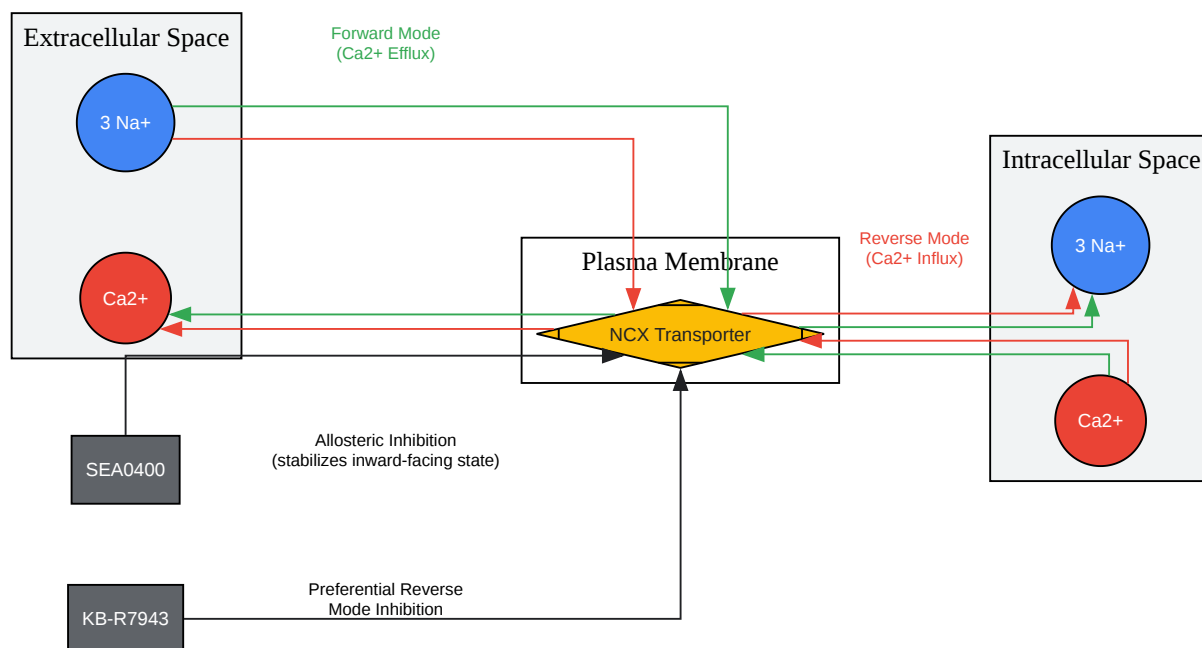 Extracellular Space
3 Na+
Ca2+
Forward Mode
(Ca2+ Efflux)
Plasma Membrane
NCX Transporter
Reverse Mode
(Ca2+ Influx)
Intracellular Space
3 Na+
Ca2+
SEA0400
Allosteric Inhibition
(stabilizes inward-facing state)
KB-R7943
Preferential Reverse
Mode Inhibition